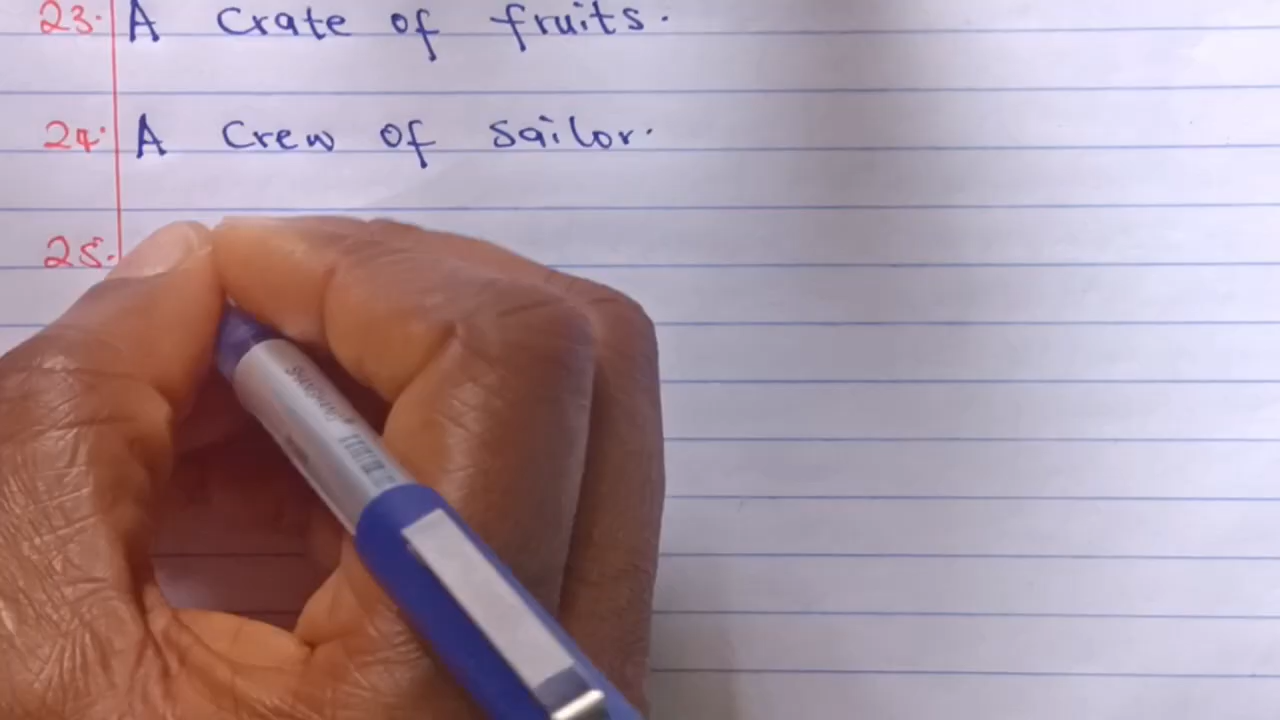 23. A Crate of fruits.
24. A Crew of Sailor.
25.